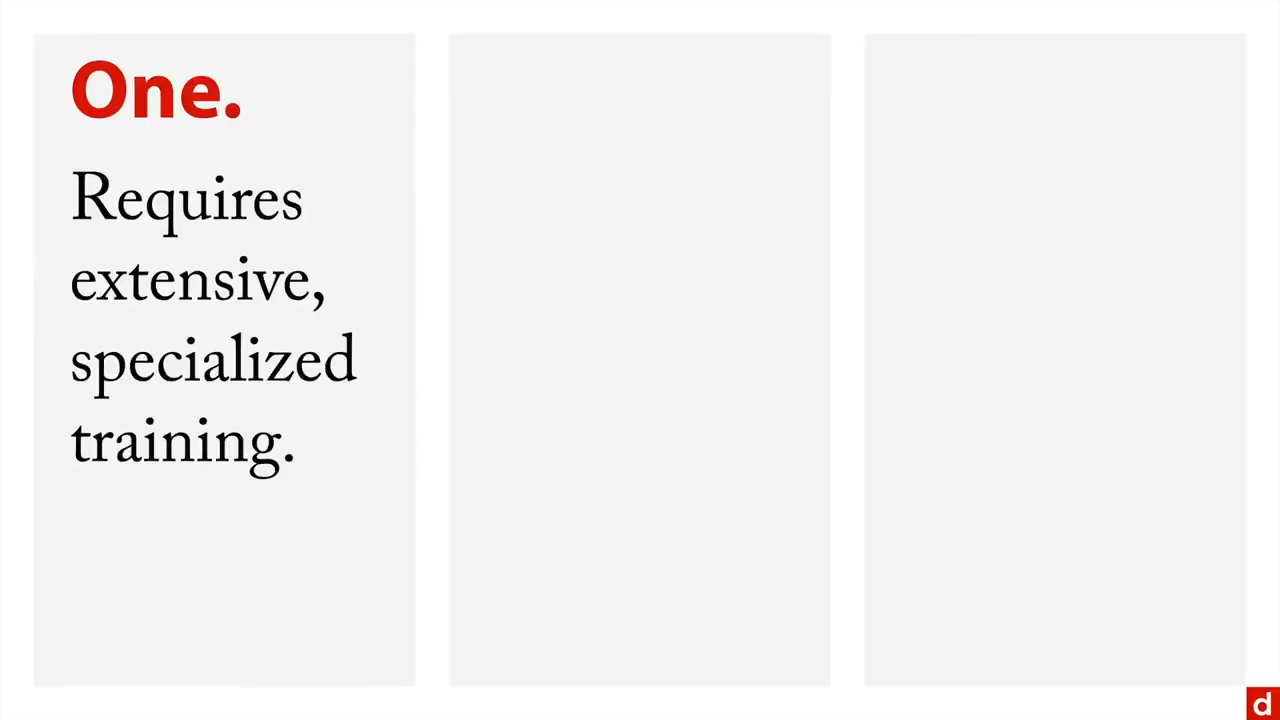 One.
Requires
extensive,
specialized
training.
d